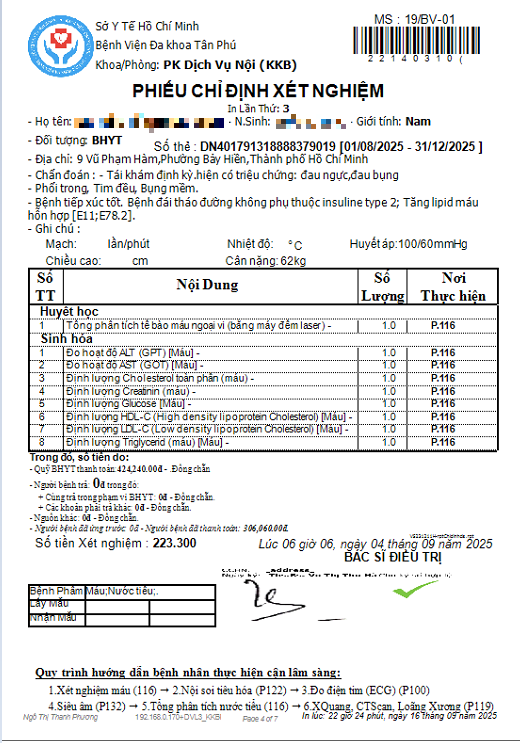 Sở Y Tế Hồ Chí Minh
Bệnh Viện Đa khoa Tân Phú
Khoa/Phòng: PK Dịch Vụ Nội (KKB)
MS : 19/BV-01
22140310(
PHIẾU CHỈ ĐỊNH XÉT NGHIỆM
In Lần Thứ: 3
- Họ tên: - N.Sinh: - Giới tính: Nam
- Đối tượng: BHYT Số thẻ : DN401791318888379019 [01/08/2025 - 31/12/2025 ]
- Địa chỉ: 9 Vũ Phạm Hàm,Phường Bảy Hiền,Thành phố Hồ Chí Minh
- Chẩn đoán : - Tái khám định kỳ.hiện có triệu chứng: đau ngực,đau bụng
- Phổi trong, Tim đều, Bụng mềm.
- Bệnh tiếp xúc tốt. Bệnh đái tháo đường không phụ thuộc insuline type 2; Tăng lipid máu
hỗn hợp [E11;E78.2].
- Ghi chú :
Mạch: lần/phút Nhiệt độ: °C Huyết áp:100/60mmHg
Chiều cao: cm Cân nặng: 62kg
Số TT Nội Dung Số Lượng Nơi Thực hiện
Huyết học
1 Tổng phân tích tế bào máu ngoại vi (bằng máy đếm laser) - 1.0 P.116
Sinh hóa
1 Đo hoạt độ ALT (GPT) [Máu] - 1.0 P.116
2 Đo hoạt độ AST (GOT) [Máu] - 1.0 P.116
3 Định lượng Cholesterol toàn phần (máu) - 1.0 P.116
4 Định lượng Creatinin (máu) - 1.0 P.116
5 Định lượng Glucose [Máu] - 1.0 P.116
6 Định lượng HDL-C (High density lipoprotein Cholesterol) [Máu] - 1.0 P.116
7 Định lượng LDL-C (Low density lipoprotein Cholesterol) [Máu] - 1.0 P.116
8 Định lượng Triglycerid (máu) [Máu] - 1.0 P.116
Trong đó, số tiền do:
- Quỹ BHYT thanh toán: 424,240.00đ - Đồng chẵn
- Người bệnh trả: 0đ trong đó:
+ Cùng trả trong phạm vi BHYT: 0đ - Đồng chẵn.
+ Các khoản phải trả khác: 0đ - Đồng chẵn.
- Nguồn khác: 0đ - Đồng chẵn.
- Người bệnh đã ứng trước: 0đ - Người bệnh đã thanh toán: 306,060.00đ.
Số tiền Xét nghiệm : 223.300
Lúc 06 giờ 06, ngày 04 tháng 09 năm 2025
BÁC SĨ ĐIỀU TRỊ
_address_
Bệnh Phẩm Máu;Nước tiểu;.
Lấy Mẫu
Nhận Mẫu
Quy trình hướng dẫn bệnh nhân thực hiện cận lâm sàng:
1.Xét nghiệm máu (116) → 2.Nội soi tiêu hóa (P122) → 3.Đo điện tim (ECG) (P100)
4.Siêu âm (P132) → 5.Tổng phân tích nước tiểu (116) → 6.XQuang, CTScan, Loãng Xương (P119)
Ngô Thị Thanh Phương 192.168.0.170+DVL3_KKBI Page 4 of 7 In lúc: 22 giờ 24 phút, ngày 16 tháng 09 năm 2025